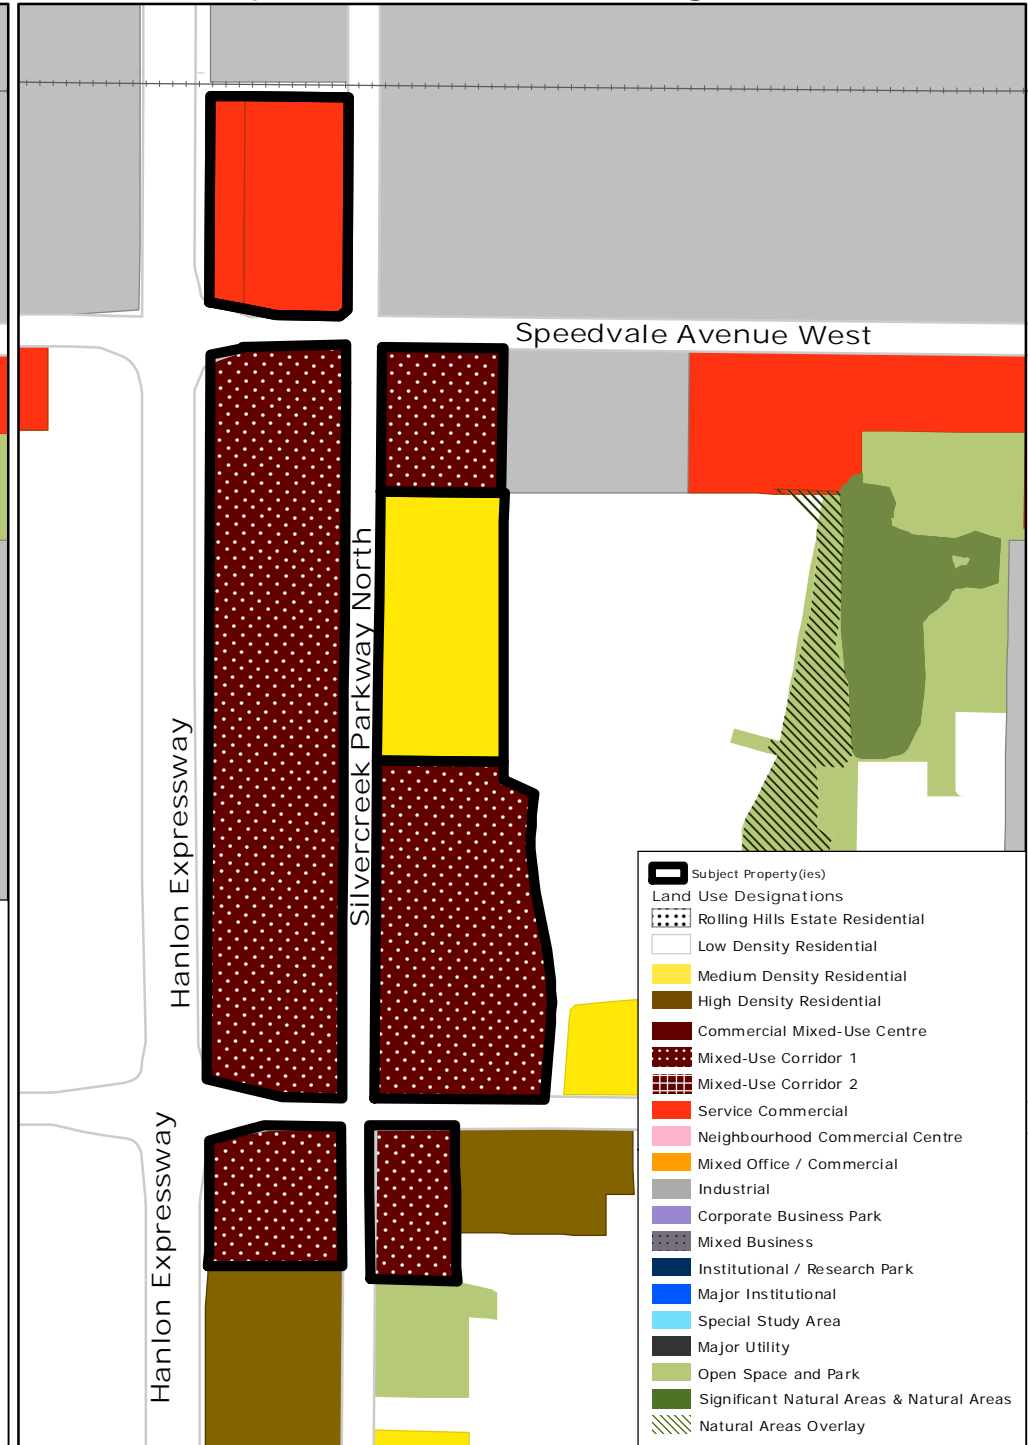 Speedvale Avenue West
Silvercreek Parkway North
Hanlon Expressway
Hanlon Expressway
Subject Property(ies)
Land Use Designations
Rolling Hills Estate Residential
Low Density Residential
Medium Density Residential
High Density Residential
Commercial Mixed-Use Centre
Mixed-Use Corridor 1
Mixed-Use Corridor 2
Service Commercial
Neighbourhood Commercial Centre
Mixed Office / Commercial
Industrial
Corporate Business Park
Mixed Business
Institutional / Research Park
Major Institutional
Special Study Area
Major Utility
Open Space and Park
Significant Natural Areas & Natural Areas
Natural Areas Overlay